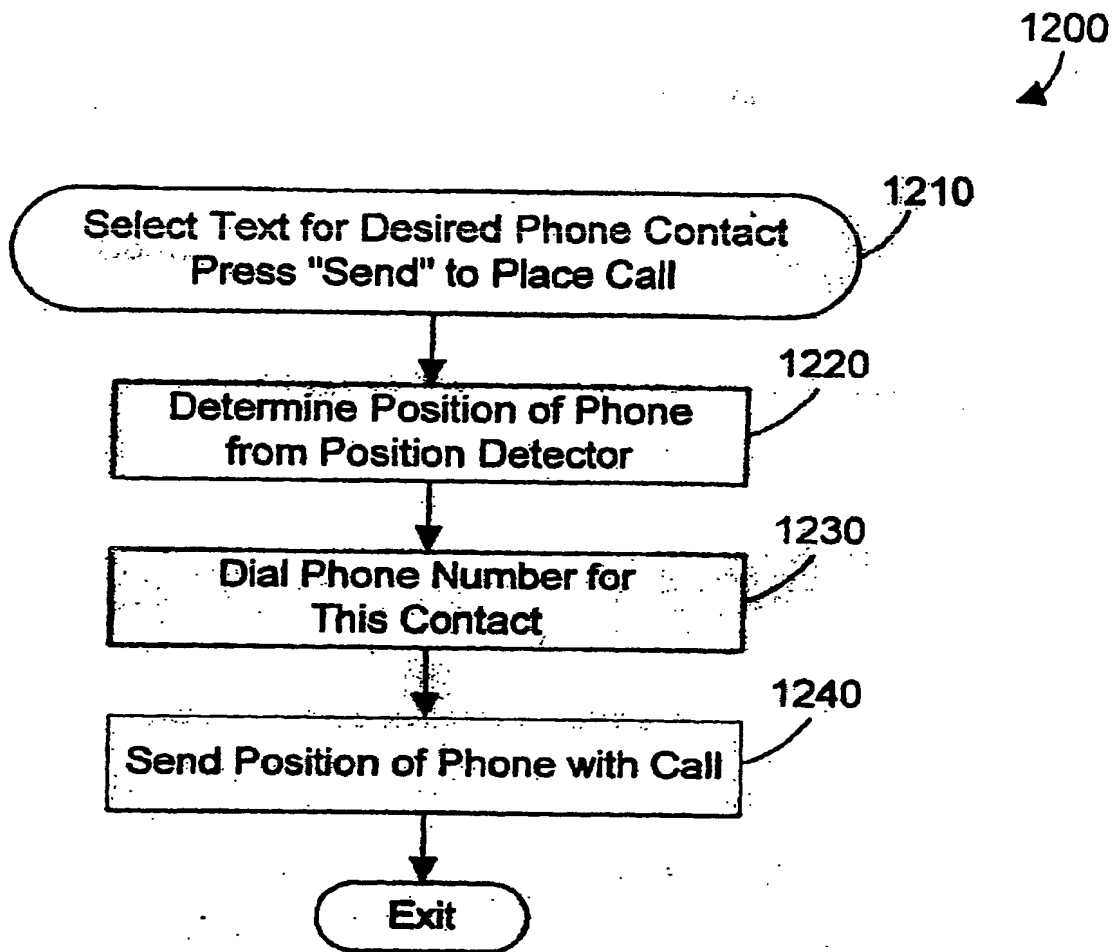 1200
1210
Select Text for Desired Phone Contact
Press "Send" to Place Call
1220
Determine Position of Phone
from Position Detector
1230
Dial Phone Number for
This Contact
1240
Send Position of Phone with Call
Exit